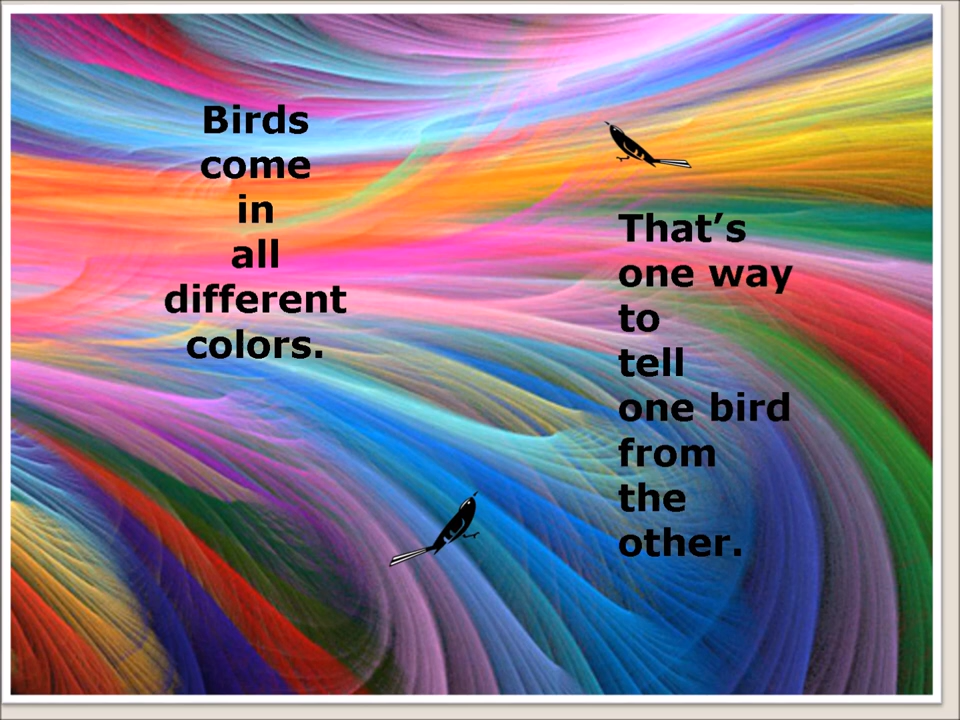 Birds
come
in
all
different
colors.
That’s
one way
to
tell
one bird
from
the
other.